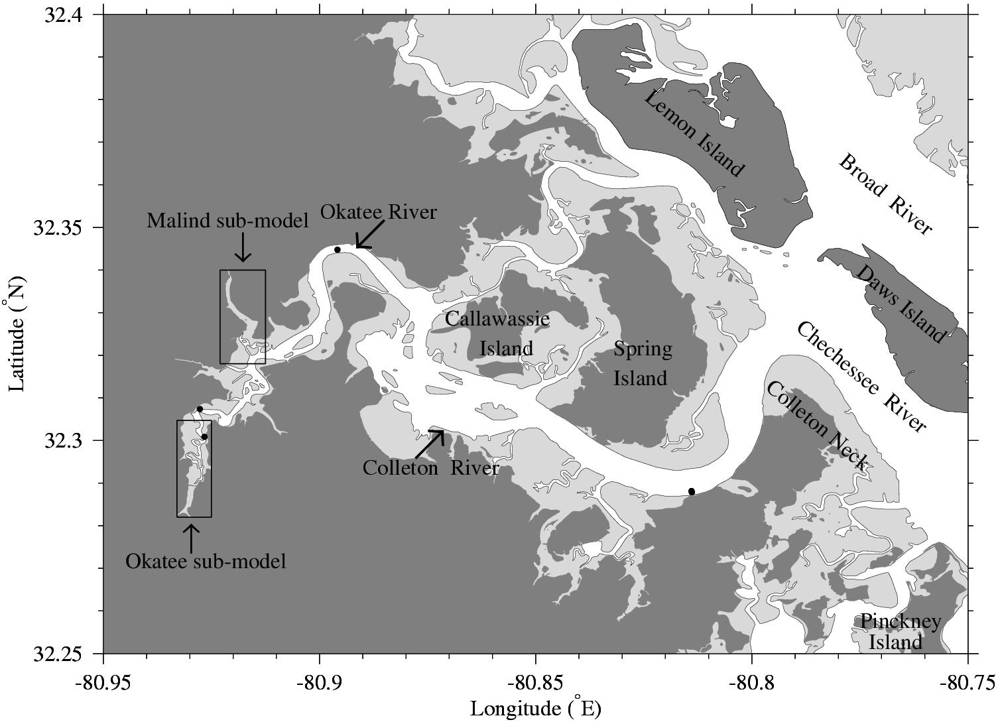 32.4
Lemon Island
Broad River
Malind sub-model
Okatee River
32.35
Daws Island
Latitude (°N)
Callawassie
Island
Spring
Island
Chechessee River
Colleton Neck
32.3
Colleton River
Okatee sub-model
Pinckney
Island
32.25
-80.95
-80.9
-80.85
-80.8
-80.75
Longitude (°E)